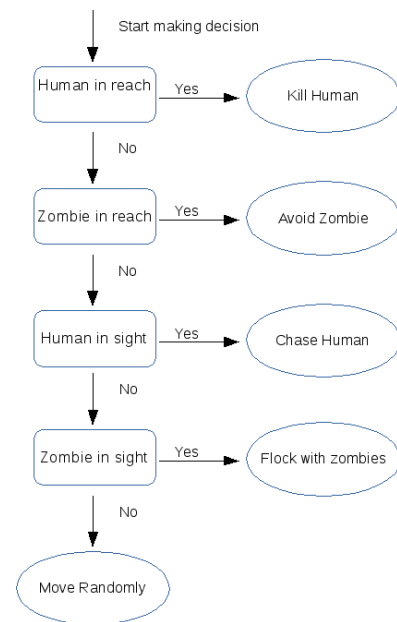 Start making decision
Human in reach
Yes
Kill Human
No
Zombie in reach
Yes
Avoid Zombie
No
Human in sight
Yes
Chase Human
No
Zombie in sight
Yes
Flock with zombies
No
Move Randomly